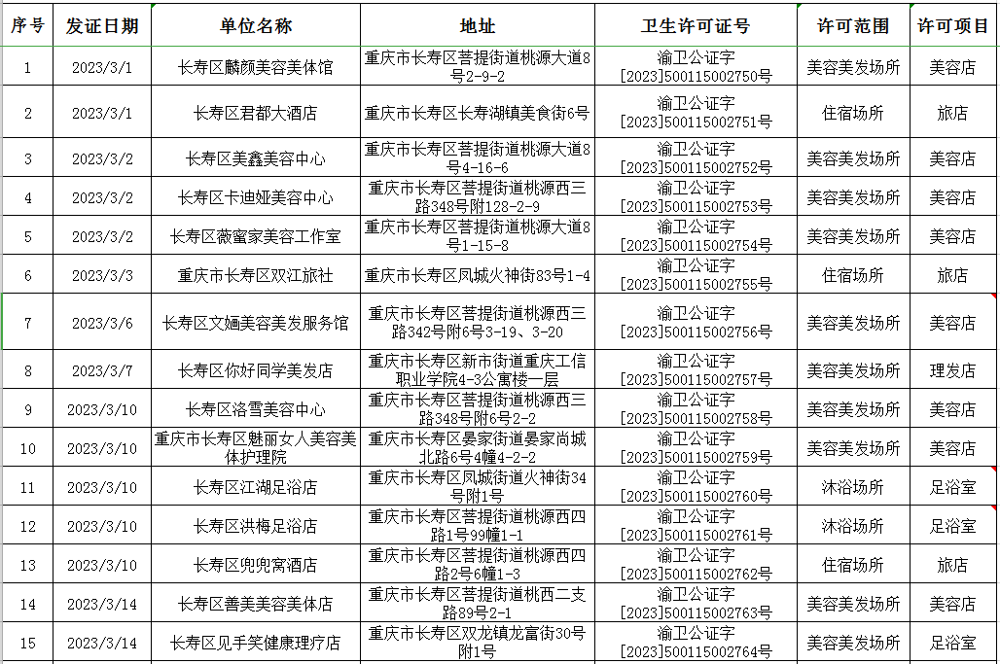 序号 发证日期 单位名称 地址 卫生许可证号 许可范围 许可项目
1 2023/3/1 长寿区麟颜美容美体馆 重庆市长寿区菩提街道桃源大道8号2-9-2 渝卫公证字[2023]500115002750号 美容美发场所 美容店
2 2023/3/1 长寿区君都大酒店 重庆市长寿区长寿湖镇美食街6号 渝卫公证字[2023]500115002751号 住宿场所 旅店
3 2023/3/2 长寿区美鑫美容中心 重庆市长寿区菩提街道桃源大道8号4-16-6 渝卫公证字[2023]500115002752号 美容美发场所 美容店
4 2023/3/2 长寿区卡迪娅美容中心 重庆市长寿区菩提街道桃源西三路348号附128-2-9 渝卫公证字[2023]500115002753号 美容美发场所 美容店
5 2023/3/2 长寿区薇蜜家美容工作室 重庆市长寿区菩提街道桃源大道8号1-15-8 渝卫公证字[2023]500115002754号 美容美发场所 美容店
6 2023/3/3 重庆市长寿区双江旅社 重庆市长寿区凤城火神街83号1-4 渝卫公证字[2023]500115002755号 住宿场所 旅店
7 2023/3/6 长寿区文婳美容美发服务馆 重庆市长寿区菩提街道桃源西三路342号附6号3-19、3-20 渝卫公证字[2023]500115002756号 美容美发场所 美容店
8 2023/3/7 长寿区你好同学美发店 重庆市长寿区新市街道重庆工信职业学院4-3公寓楼一层 渝卫公证字[2023]500115002757号 美容美发场所 理发店
9 2023/3/10 长寿区洛雪美容中心 重庆市长寿区菩提街道桃源西三路348号附6号2-2 渝卫公证字[2023]500115002758号 美容美发场所 美容店
10 2023/3/10 重庆市长寿区魅丽女人美容美体护理院 重庆市长寿区晏家街道晏家尚城北路6号4幢4-2-2 渝卫公证字[2023]500115002759号 美容美发场所 美容店
11 2023/3/10 长寿区江湖足浴店 重庆市长寿区凤城街道火神街34号附1号 渝卫公证字[2023]500115002760号 沐浴场所 足浴室
12 2023/3/10 长寿区洪梅足浴店 重庆市长寿区菩提街道桃源西四路1号99幢1-1 渝卫公证字[2023]500115002761号 沐浴场所 足浴室
13 2023/3/10 长寿区兜兜窝酒店 重庆市长寿区菩提街道桃源西四路2号6幢1-3 渝卫公证字[2023]500115002762号 住宿场所 旅店
14 2023/3/14 长寿区善美美容美体店 重庆市长寿区菩提街道桃西二支路89号2-1 渝卫公证字[2023]500115002763号 美容美发场所 美容店
15 2023/3/14 长寿区见手笑健康理疗店 重庆市长寿区双龙镇龙富街30号附1号 渝卫公证字[2023]500115002764号 美容美发场所 足浴室